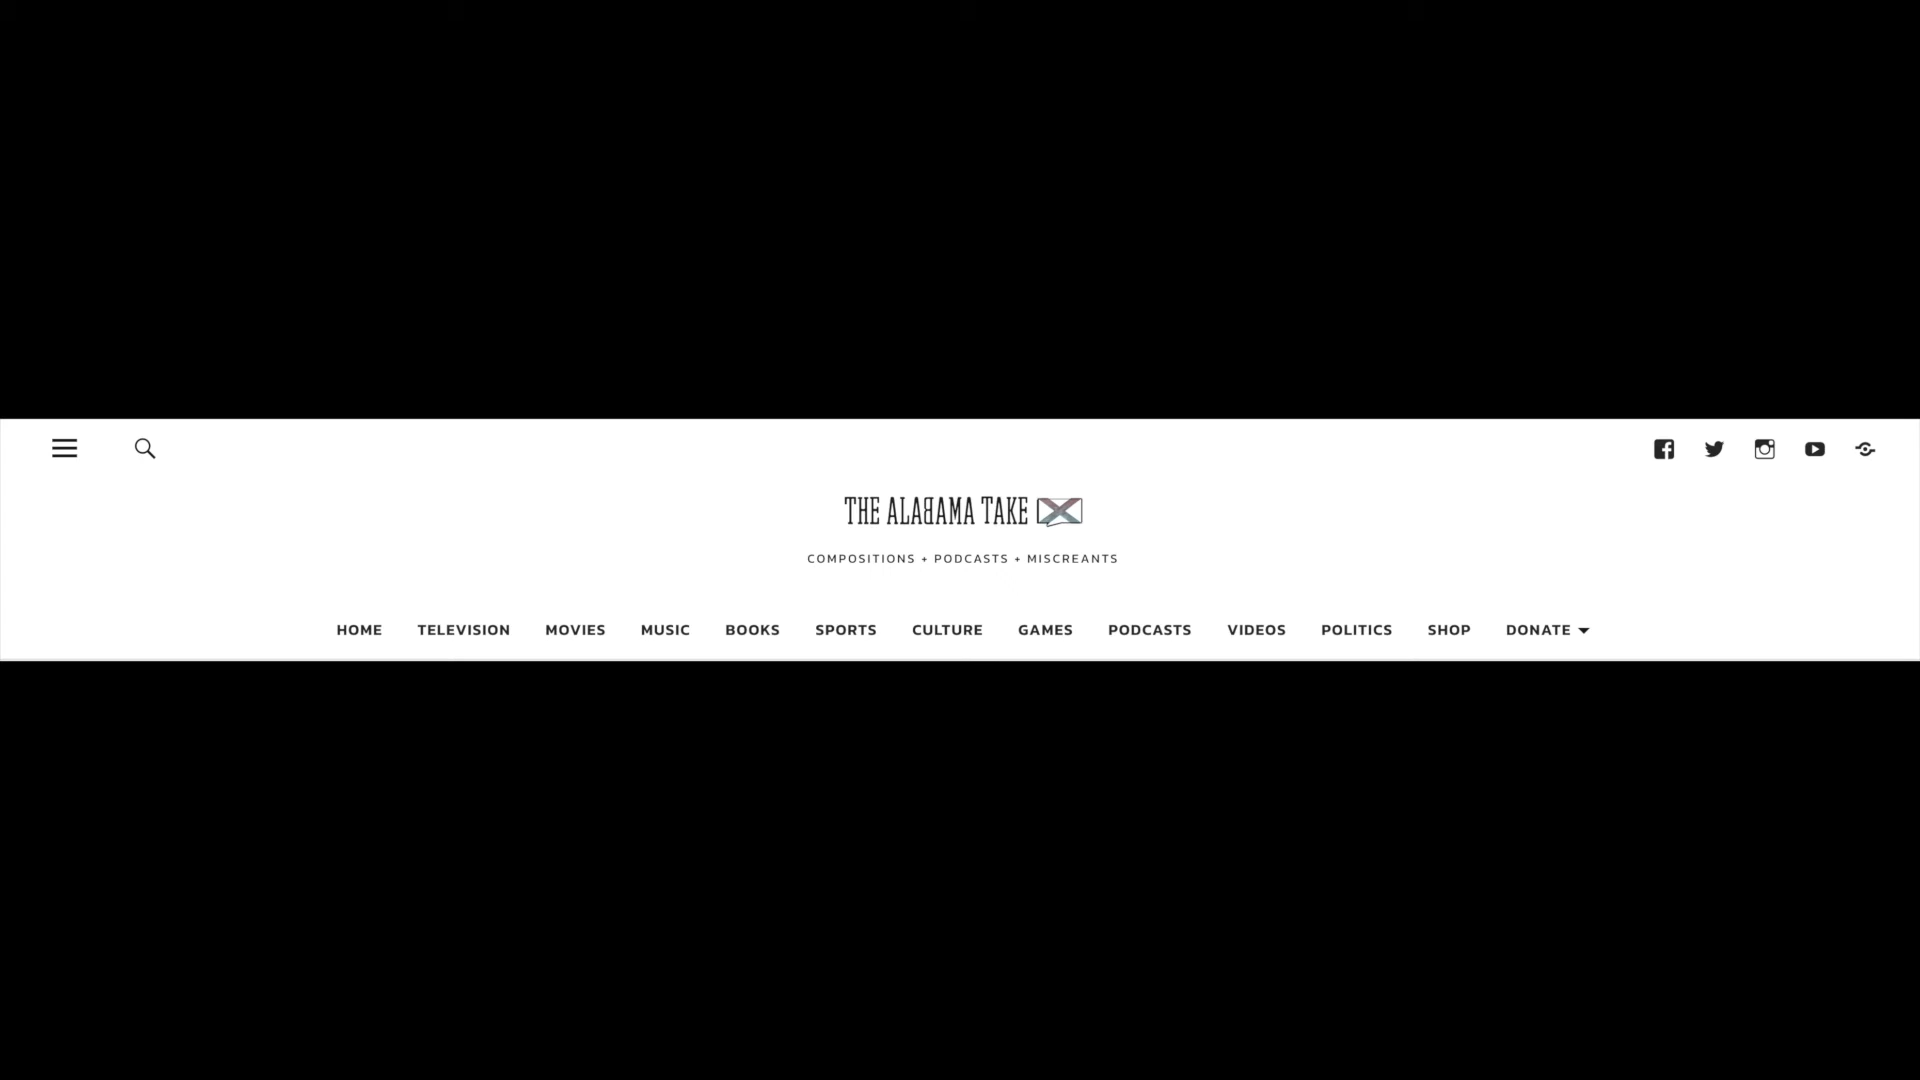 THE ALABAMA TAKE
COMPOSITIONS + PODCASTS + MISCREANTS
HOME TELEVISION MOVIES MUSIC BOOKS SPORTS CULTURE GAMES PODCASTS VIDEOS POLITICS SHOP DONATE